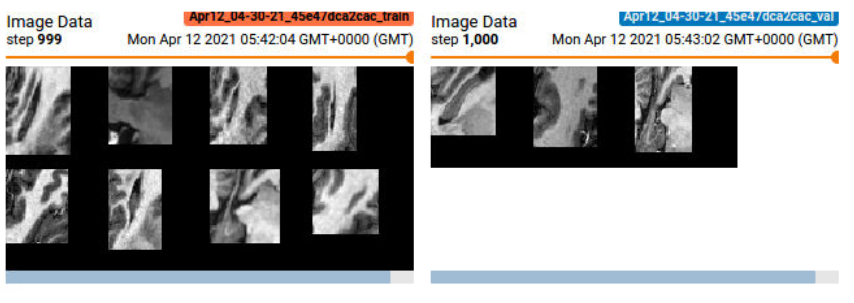 Apr12_04-30-21_45e47dca2cac_train
Image Data
step 999 Mon Apr 12 2021 05:42:04 GMT+0000 (GMT)
Apr12_04-30-21_45e47dca2cac_val
Image Data
step 1,000 Mon Apr 12 2021 05:43:02 GMT+0000 (GMT)